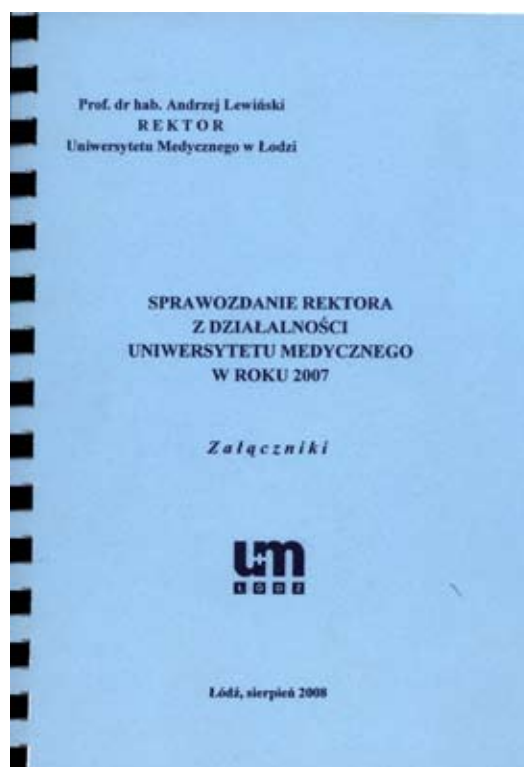 Prof. dr hab. Andrzej Lewiński
REKTOR
Uniwersytetu Medycznego w Łodzi
SPRAWOZDANIE REKTORA
Z DZIAŁALNOŚCI
UNIWERSYTETU MEDYCZNEGO
W ROKU 2007
Załączniki
um
ŁÓDŹ
Łódź, sierpień 2008